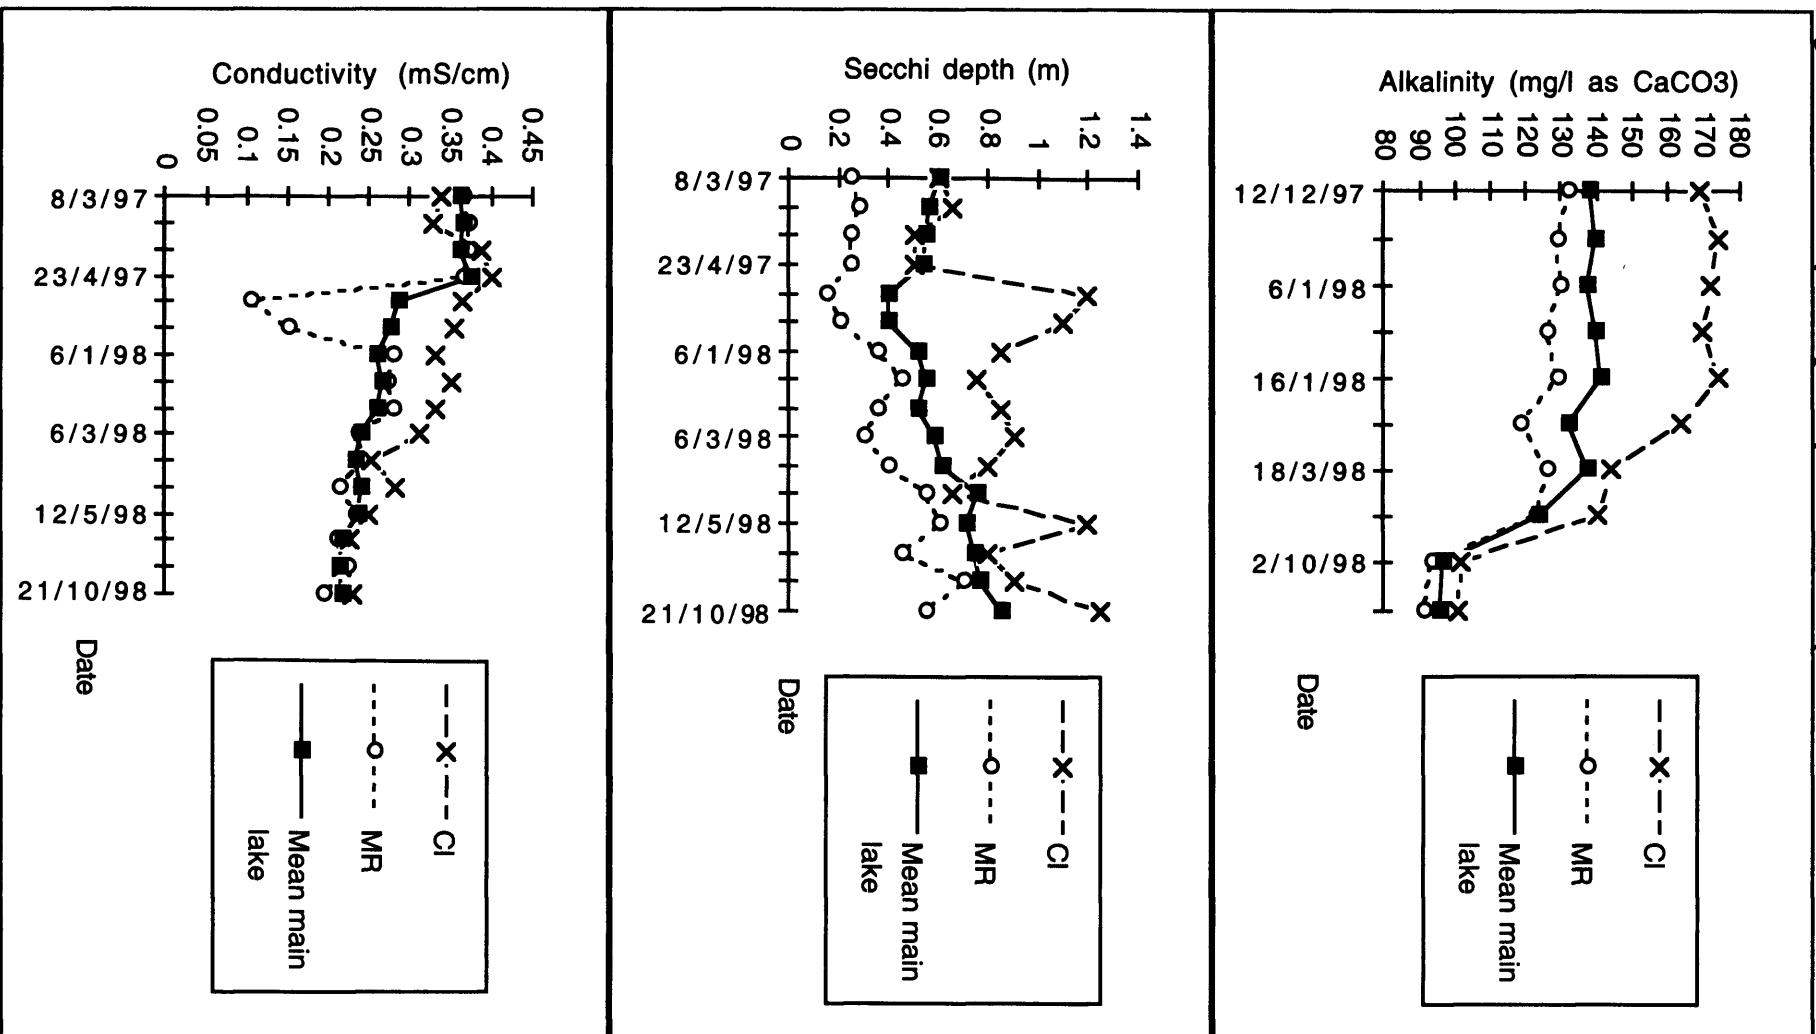 Conductivity (mS/cm)
0.45
0.4
0.35
0.3
0.25
0.2
0.15
0.1
0.05
0
8/3/97
23/4/97
6/1/98
6/3/98
12/5/98
21/10/98
Date
CI
MR
Mean main
lake
Secchi depth (m)
1.4
1.2
1
0.8
0.6
0.4
0.2
0
8/3/97
23/4/97
6/1/98
6/3/98
12/5/98
21/10/98
Date
CI
MR
Mean main
lake
Alkalinity (mg/l as CaCO3)
180
170
160
150
140
130
120
110
100
90
80
12/12/97
6/1/98
16/1/98
18/3/98
2/10/98
Date
CI
MR
Mean main
lake